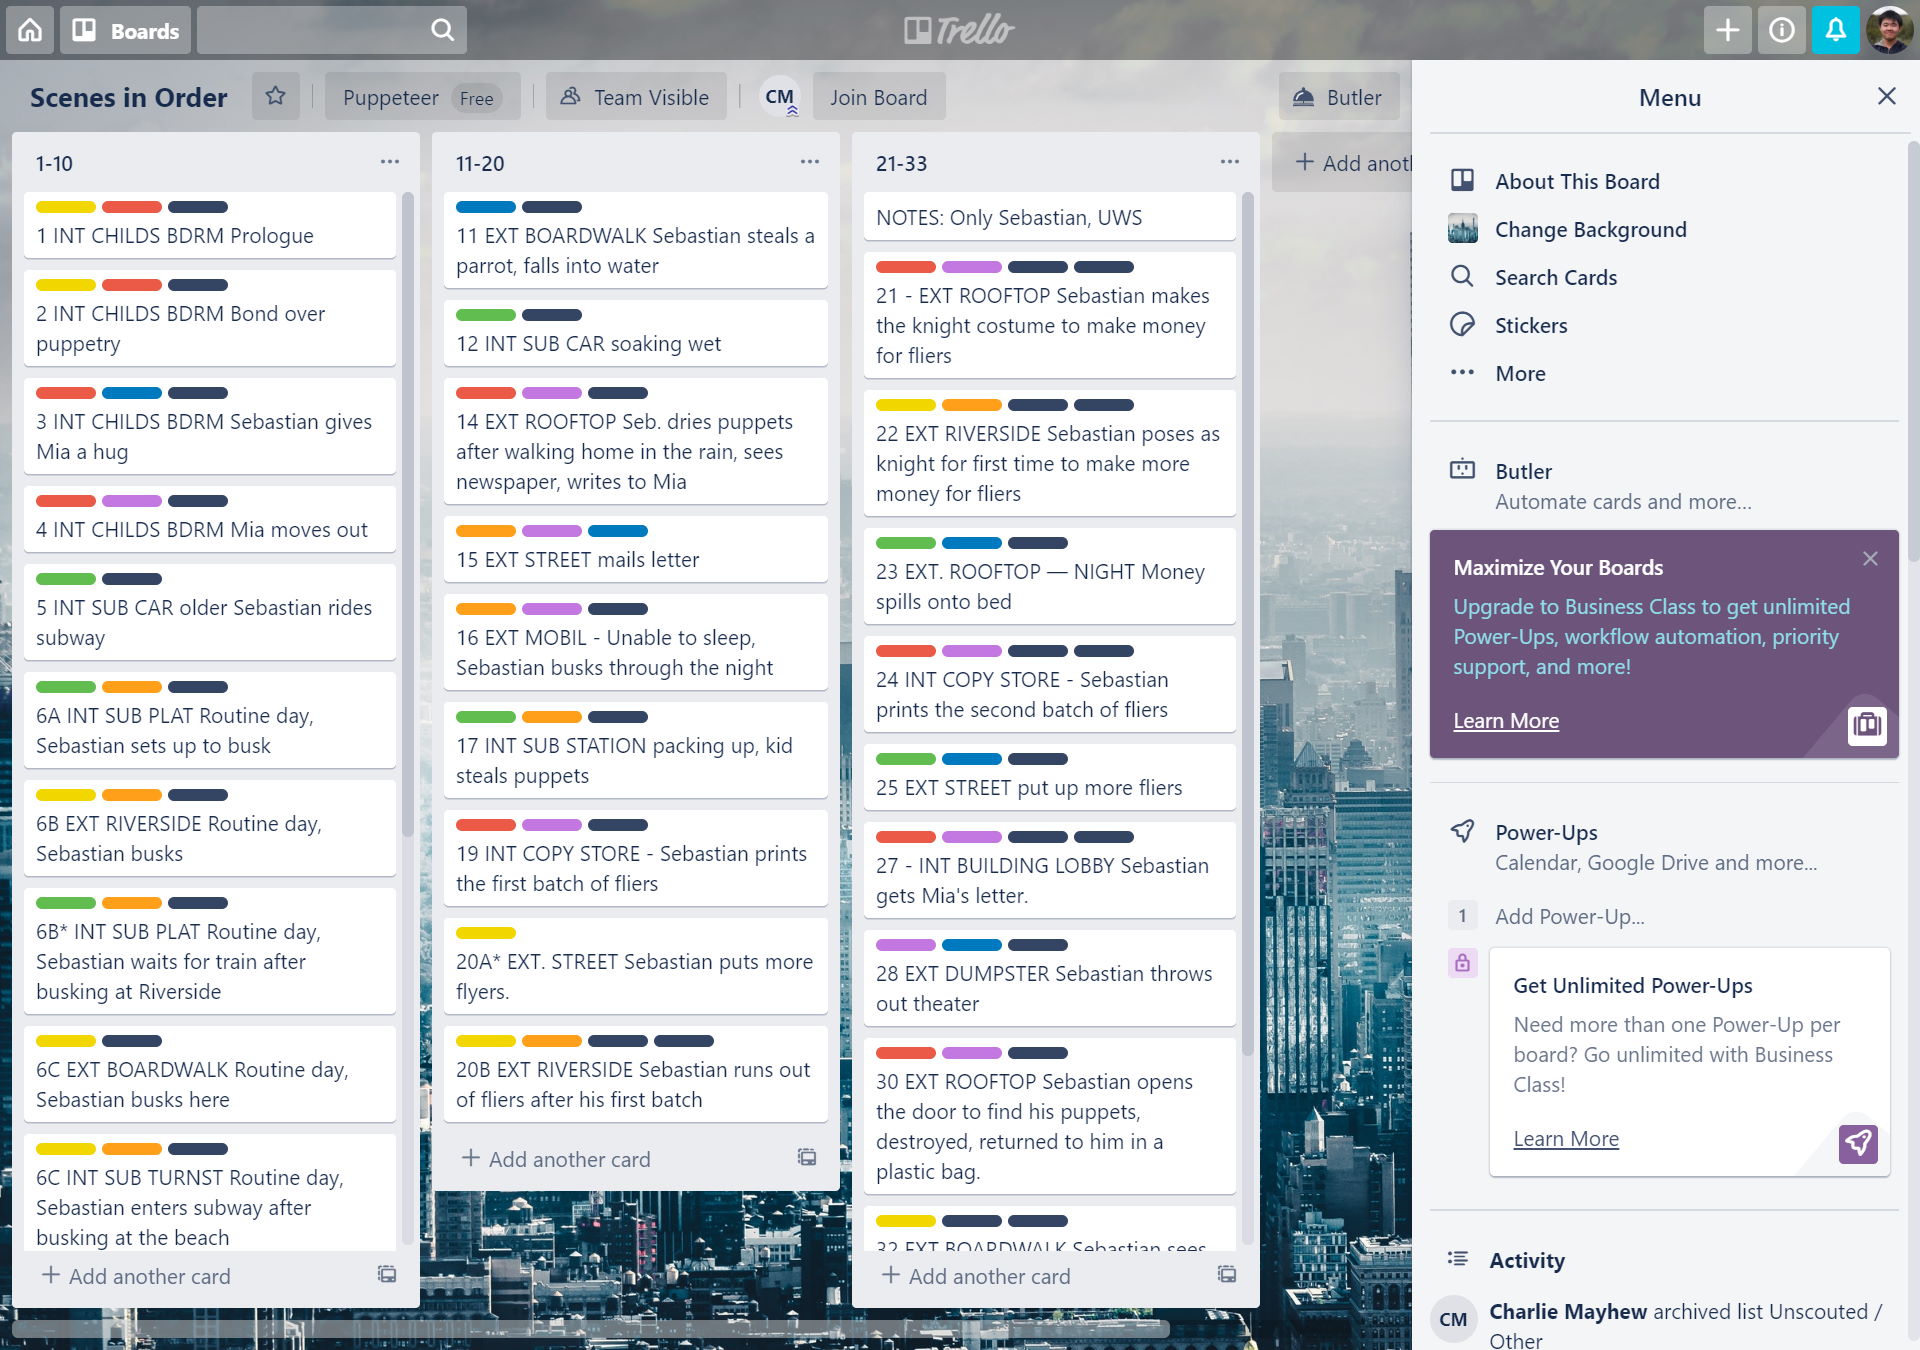 Boards
Trello
Scenes in Order
Puppeteer Free
Team Visible
CM
Join Board
Butler
1-10
1 INT CHILDS BDRM Prologue
2 INT CHILDS BDRM Bond over
puppetry
3 INT CHILDS BDRM Sebastian gives
Mia a hug
4 INT CHILDS BDRM Mia moves out
5 INT SUB CAR older Sebastian rides
subway
6A INT SUB PLAT Routine day,
Sebastian sets up to busk
6B EXT RIVERSIDE Routine day,
Sebastian busks
6B* INT SUB PLAT Routine day,
Sebastian waits for train after
busking at Riverside
6C EXT BOARDWALK Routine day,
Sebastian busks here
6C INT SUB TURNST Routine day,
Sebastian enters subway after
busking at the beach
+ Add another card
11-20
11 EXT BOARDWALK Sebastian steals a
parrot, falls into water
12 INT SUB CAR soaking wet
14 EXT ROOFTOP Seb. dries puppets
after walking home in the rain, sees
newspaper, writes to Mia
15 EXT STREET mails letter
16 EXT MOBIL - Unable to sleep,
Sebastian busks through the night
17 INT SUB STATION packing up, kid
steals puppets
19 INT COPY STORE - Sebastian prints
the first batch of fliers
20A* EXT. STREET Sebastian puts more
flyers.
20B EXT RIVERSIDE Sebastian runs out
of fliers after his first batch
+ Add another card
21-33
NOTES: Only Sebastian, UWS
21 - EXT ROOFTOP Sebastian makes
the knight costume to make money
for fliers
22 EXT RIVERSIDE Sebastian poses as
knight for first time to make more
money for fliers
23 EXT. ROOFTOP — NIGHT Money
spills onto bed
24 INT COPY STORE - Sebastian
prints the second batch of fliers
25 EXT STREET put up more fliers
27 - INT BUILDING LOBBY Sebastian
gets Mia's letter.
28 EXT DUMPSTER Sebastian throws
out theater
30 EXT ROOFTOP Sebastian opens
the door to find his puppets,
destroyed, returned to him in a
plastic bag.
32 EXT BOARDWALK Sebastian sees
+ Add another card
+ Add anot
Menu
About This Board
Change Background
Search Cards
Stickers
More
Butler
Automate cards and more...
Maximize Your Boards
Upgrade to Business Class to get unlimited
Power-Ups, workflow automation, priority
support, and more!
Learn More
Power-Ups
Calendar, Google Drive and more...
1 Add Power-Up...
Get Unlimited Power-Ups
Need more than one Power-Up per
board? Go unlimited with Business
Class!
Learn More
Activity
CM
Charlie Mayhew archived list Unscouted /
Other